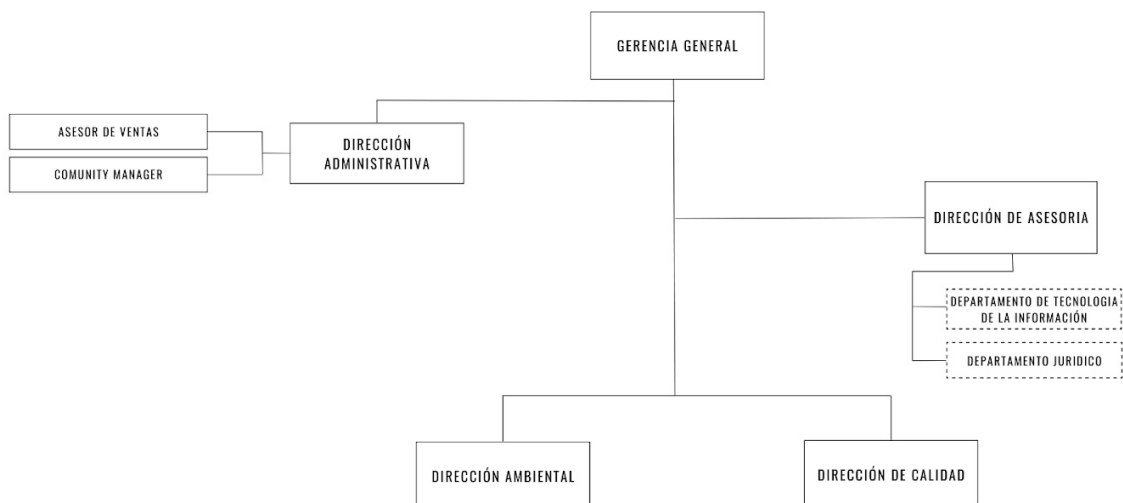 GERENCIA GENERAL
ASESOR DE VENTAS
COMUNITY MANAGER
DIRECCIÓN
ADMINISTRATIVA
DIRECCIÓN DE ASESORIA
DEPARTAMENTO DE TECNOLOGIA
DE LA INFORMACIÓN
DEPARTAMENTO JURIDICO
DIRECCIÓN AMBIENTAL
DIRECCIÓN DE CALIDAD